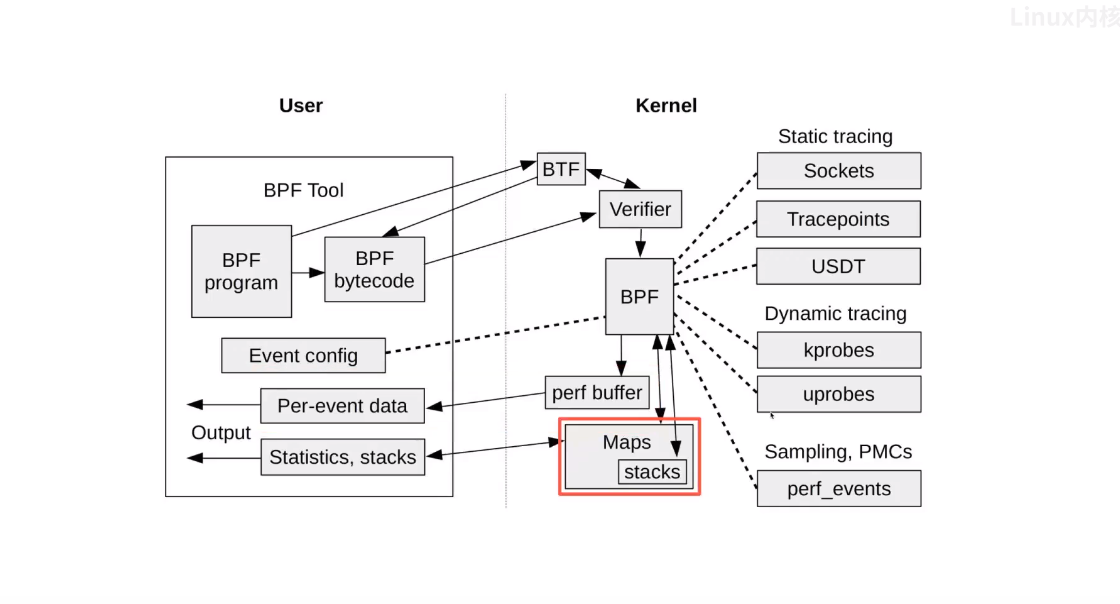 Linux内核
User
Kernel
Static tracing
BPF Tool
BTF
Sockets
Verifier
Tracepoints
BPF
program
BPF
bytecode
BPF
USDT
Dynamic tracing
Event config
kprobes
perf buffer
uprobes
Per-event data
Output
Maps
Sampling, PMCs
Statistics, stacks
stacks
perf_events